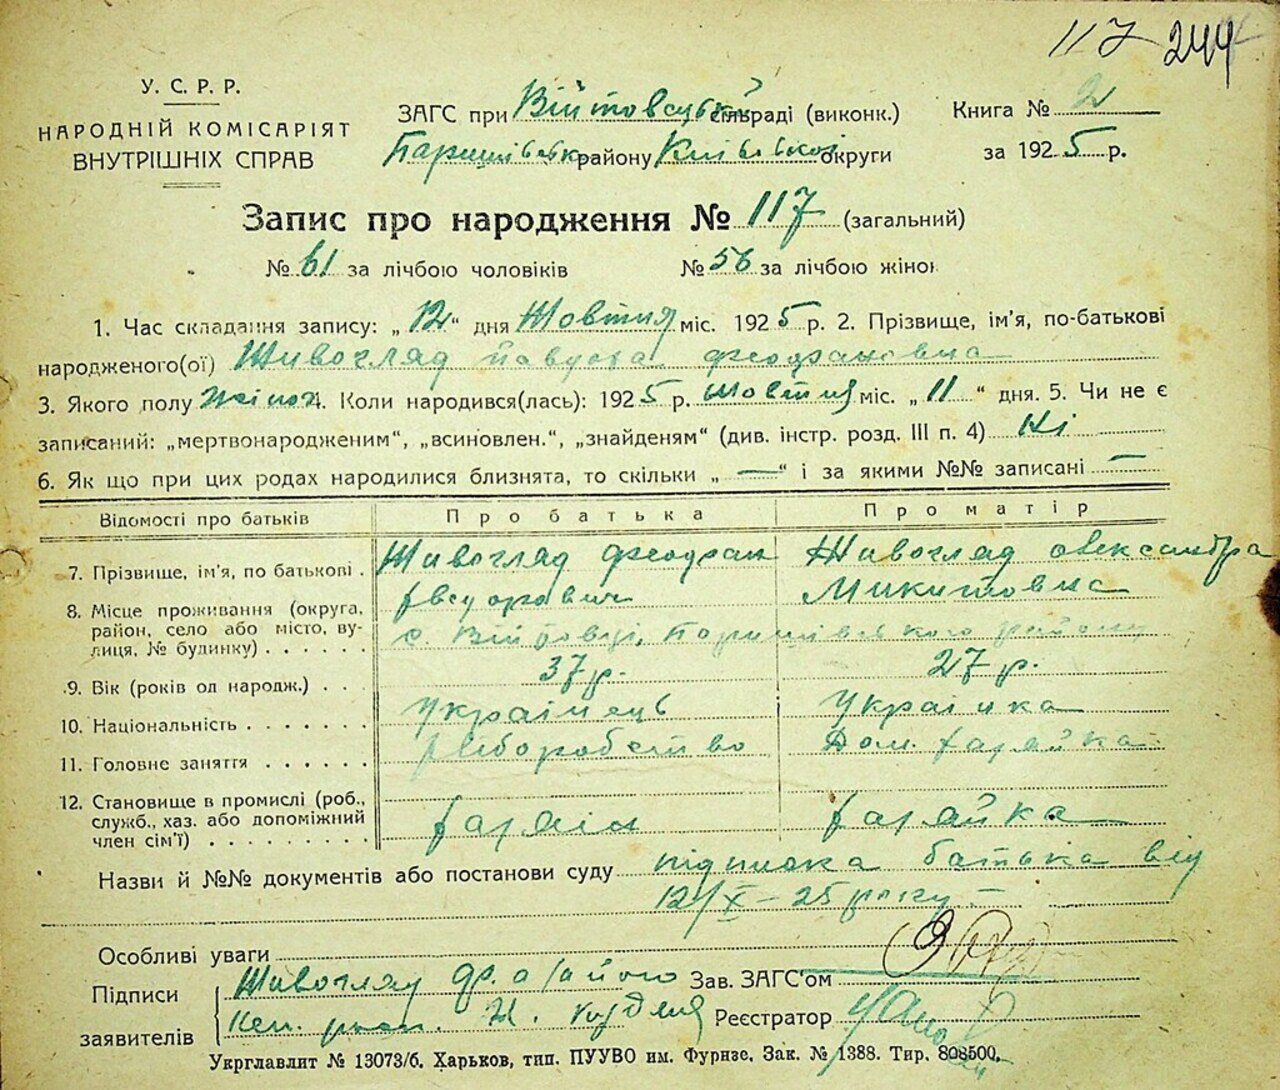 117 244
У. С. Р. Р.
НАРОДНІЙ КОМІСАРІЯТ
ВНУТРІШНІХ СПРАВ
ЗАГС при Війтовецькій сільраді (виконк.)
району Київської округи
Книга № 2
за 1925 р.
Запис про народження № 117 (загальний)
№ 61 за лічбою чоловіків № 56 за лічбою жінок
1. Час складання запису: „12“ дня Жовтня міс. 1925 р. 2. Прізвище, ім'я, по-батькові
народженого(ої) Живогляд
3. Якого полу жіноч. 4. Коли народився(лась): 1925 р. Жовтня міс. „11“ дня. 5. Чи не є
записаний: „мертвонародженим“, „всиновлен.“, „знайденям“ (див. інстр. розд. III п. 4) Ні
6. Як що при цих родах народилися близнята, то скільки „—“ і за якими №№ записані —
Відомості про батьків Про батька Про матір
7. Прізвище, ім'я, по батькові . Живогляд Живогляд Олександра
Микитовна
8. Місце проживання (округа, район, село або місто, вулиця, № будинку) . . . . . . с. Війтовці, району
9. Вік (років од народж.) . . . 37 р. 27 р.
10. Національність . . . . . . . Українець Українка
11. Головне заняття . . . . . . Хлiборобство Дом. хазяйка
12. Становище в промислі (роб., служб., хаз. або допоміжний член сім'ї) . . . . . . . . . хазяїн хазяйка
Назви й №№ документів або постанови суду підписка батька від
12/X – 25 року –
Особливі уваги
Підписи
заявителів
Живогляд
Зав. ЗАГС'ом
Реєстратор
Укрглавлит № 13073/б. Харьков, тип. ПУУВО им. Фрунзе. Зак. № 1388. Тир. 808500.